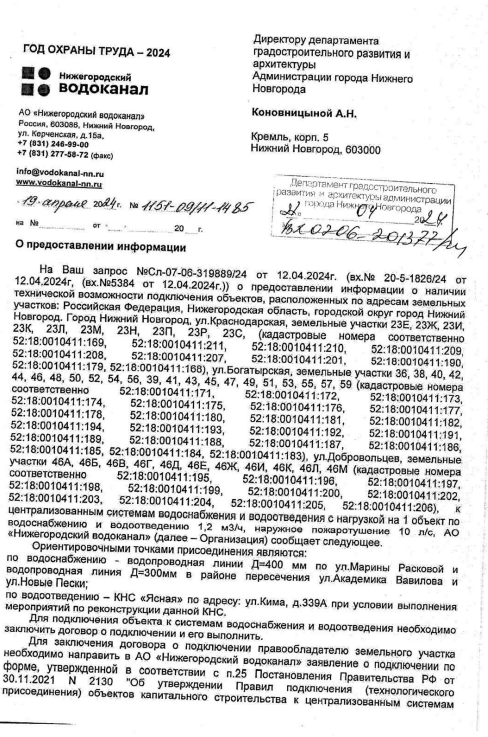 ГОД ОХРАНЫ ТРУДА – 2024
Нижегородский
ВОДОКАНАЛ
АО «Нижегородский водоканал»
Россия, 603086, Нижний Новгород,
ул. Керченская, д.15а,
+7 (831) 246-99-00
+7 (831) 277-58-72 (факс)
info@vodokanal-nn.ru
www.vodokanal-nn.ru
19 апреля 2024г. № 1151-09/11-1485
на № от - 20 г.
Директору департамента
градостроительного развития и
архитектуры
Администрации города Нижнего
Новгорода
Коновницыной А.Н.
Кремль, корп. 5
Нижний Новгород, 603000
Департамент градостроительного
развития и архитектуры администрации
города Нижнего Новгорода
04 2024
О предоставлении информации
На Ваш запрос №Сл-07-06-319889/24 от 12.04.2024г. (вх.№ 20-5-1826/24 от
12.04.2024г, (вх.№5384 от 12.04.2024г.)) о предоставлении информации о наличии
технической возможности подключения объектов, расположенных по адресам земельных
участков: Российская Федерация, Нижегородская область, городской округ город Нижний
Новгород. Город Нижний Новгород, ул.Краснодарская, земельные участки 23Е, 23Ж, 23И,
23К, 23Л, 23М, 23Н, 23П, 23Р, 23С, (кадастровые номера соответственно
52:18:0010411:169, 52:18:0010411:211, 52:18:0010411:210, 52:18:0010411:209,
52:18:0010411:208, 52:18:0010411:207, 52:18:0010411:201, 52:18:0010411:190,
52:18:0010411:179, 52:18:0010411:168), ул.Богатырская, земельные участки 36, 38, 40, 42,
44, 46, 48, 50, 52, 54, 56, 39, 41, 43, 45, 47, 49, 51, 53, 55, 57, 59 (кадастровые номера
соответственно 52:18:0010411:171, 52:18:0010411:172, 52:18:0010411:173,
52:18:0010411:174, 52:18:0010411:175, 52:18:0010411:176, 52:18:0010411:177,
52:18:0010411:178, 52:18:0010411:180, 52:18:0010411:181, 52:18:0010411:182,
52:18:0010411:194, 52:18:0010411:193, 52:18:0010411:192, 52:18:0010411:191,
52:18:0010411:189, 52:18:0010411:188, 52:18:0010411:187, 52:18:0010411:186,
52:18:0010411:185, 52:18:0010411:184, 52:18:0010411:183), ул.Добровольцев, земельные
участки 46А, 46Б, 46В, 46Г, 46Д, 46Е, 46Ж, 46И, 46К, 46Л, 46М (кадастровые номера
соответственно 52:18:0010411:195, 52:18:0010411:196, 52:18:0010411:197,
52:18:0010411:198, 52:18:0010411:199, 52:18:0010411:200, 52:18:0010411:202,
52:18:0010411:203, 52:18:0010411:204, 52:18:0010411:205, 52:18:0010411:206), к
централизованным системам водоснабжения и водоотведения с нагрузкой на 1 объект по
водоснабжению и водоотведению 1,2 м3/ч, наружное пожаротушение 10 л/с, АО
«Нижегородский водоканал» (далее – Организация) сообщает следующее.
Ориентировочными точками присоединения являются:
по водоснабжению - водопроводная линии Д=400 мм по ул.Марины Расковой и
водопроводная линия Д=300мм в районе пересечения ул.Академика Вавилова и
ул.Новые Пески;
по водоотведению – КНС «Ясная» по адресу: ул.Кима, д.339А при условии выполнения
мероприятий по реконструкции данной КНС.
Для подключения объекта к системам водоснабжения и водоотведения необходимо
заключить договор о подключении и его выполнить.
Для заключения договора о подключении правообладателю земельного участка
необходимо направить в АО «Нижегородский водоканал» заявление о подключении по
форме, утвержденной в соответствии с п.25 Постановления Правительства РФ от
30.11.2021 N 2130 "Об утверждении Правил подключения (технологического
присоединения) объектов капитального строительства к централизованным системам